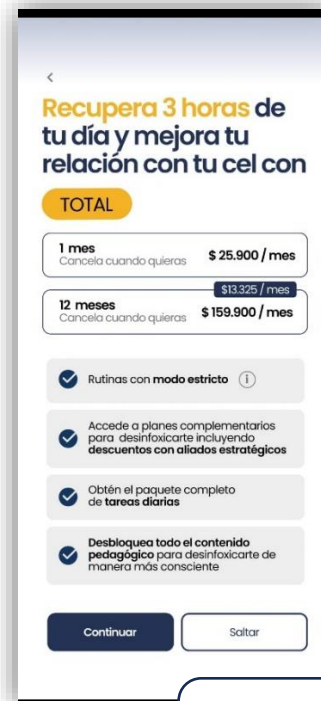 Recupera 3 horas de
tu día y mejora tu
relación con tu cel con
TOTAL
1 mes
Cancela cuando quieras
$ 25.900 / mes
$13.325 / mes
12 meses
Cancela cuando quieras
$ 159.900 / mes
Rutinas con modo estricto
Accede a planes complementarios
para desinfoxicarte incluyendo
descuentos con aliados estratégicos
Obtén el paquete completo
de tareas diarias
Desbloquea todo el contenido
pedagógico para desinfoxicarte de
manera más consciente
Continuar
Saltar